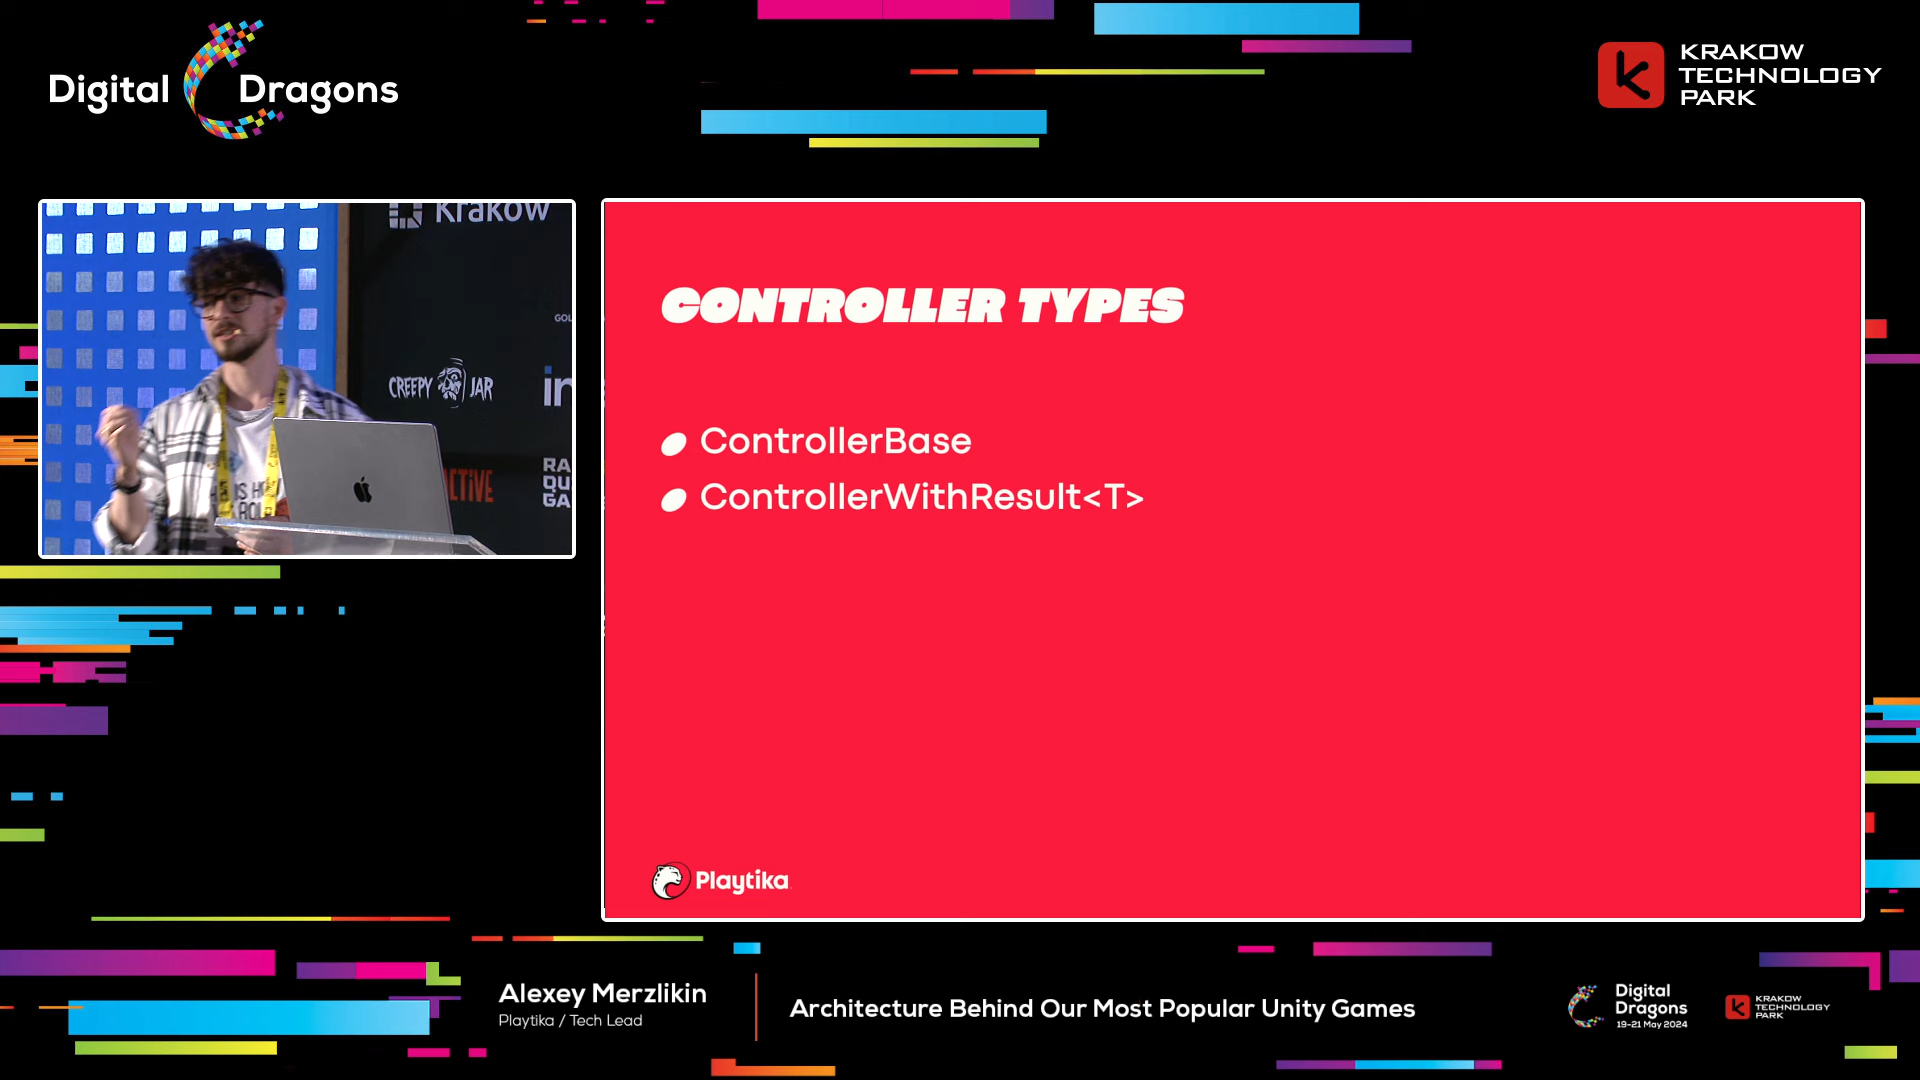 Digital Dragons
KRAKOW
TECHNOLOGY
PARK
Krakow
CREEPY JAR
CONTROLLER TYPES
ControllerBase
ControllerWithResult<T>
Playtika
Alexey Merzlikin
Playtika / Tech Lead
Architecture Behind Our Most Popular Unity Games
Digital
Dragons
19-21 May 2024
KRAKOW
TECHNOLOGY
PARK